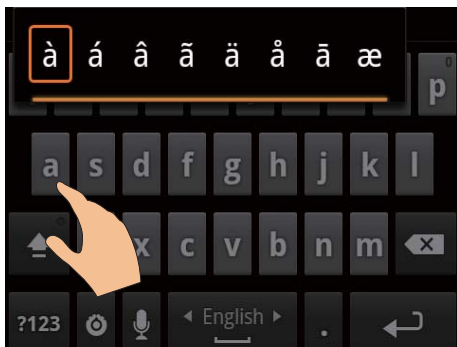 à á â ã ä å ā æ
p
a s d f g h j k l
x c v b n m
?123 English .